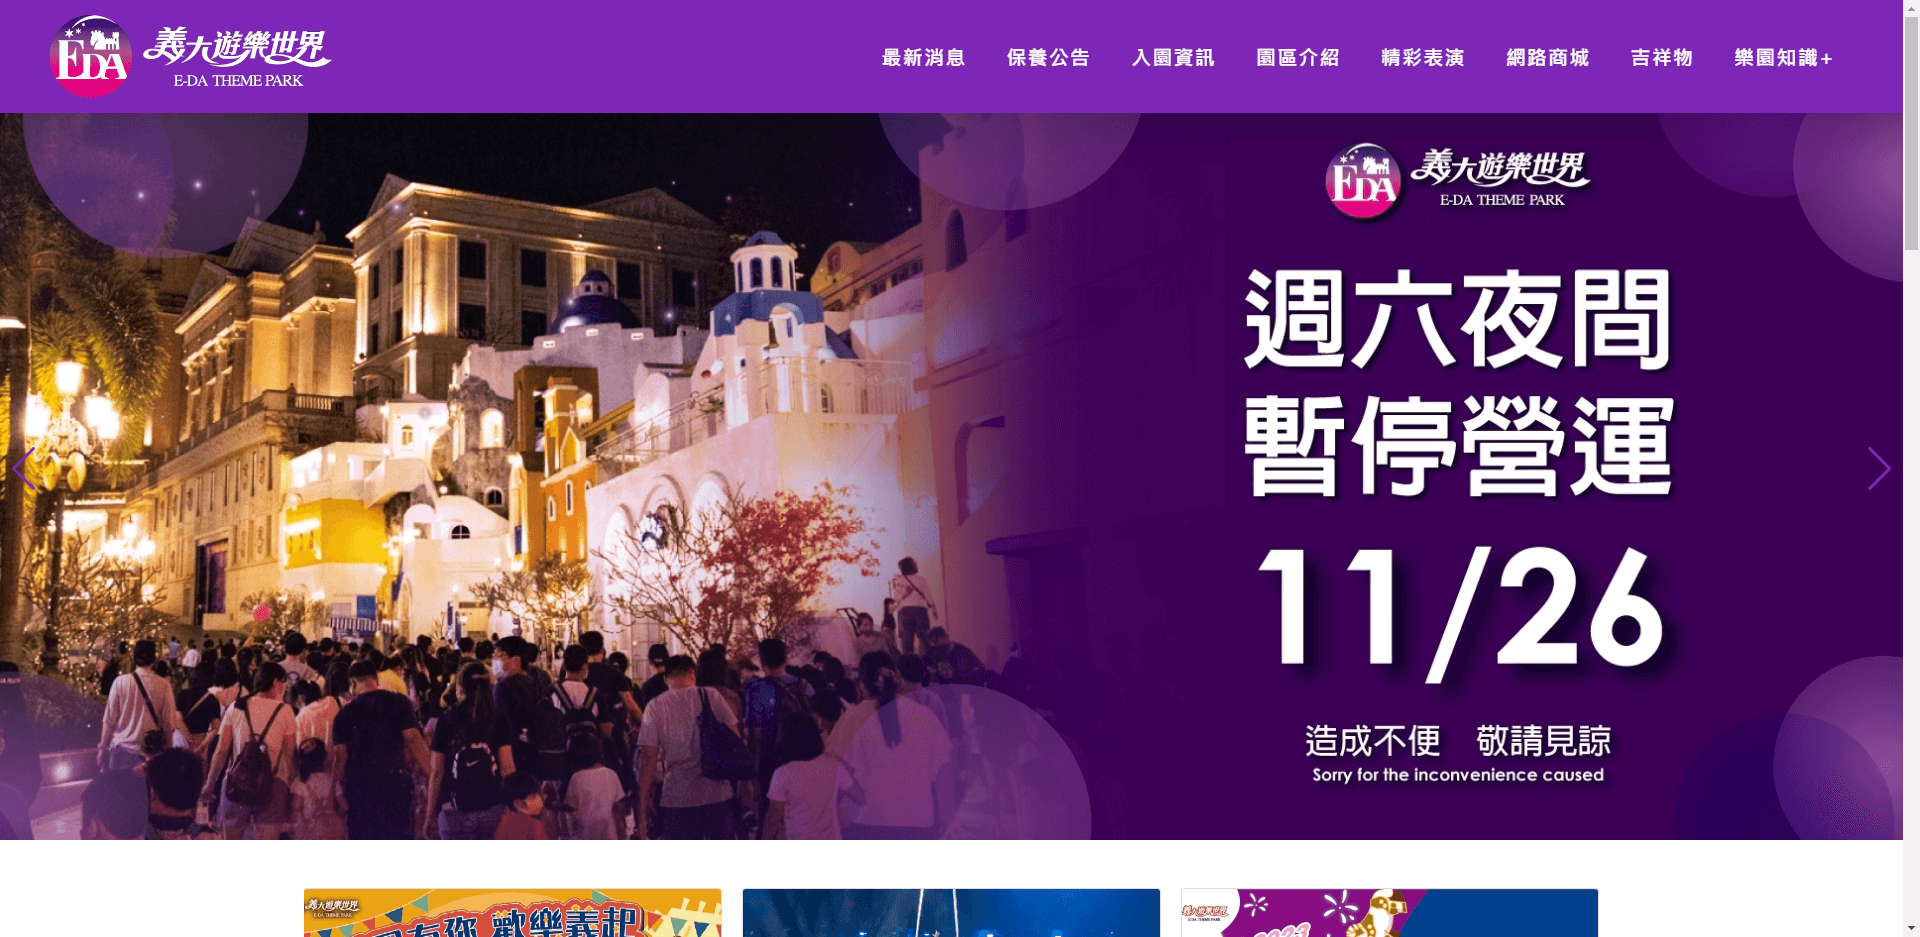 EDA 義大遊樂世界
E-DA THEME PARK
最新消息 保養公告 入園資訊 園區介紹 精彩表演 網路商城 吉祥物 樂園知識+
EDA 義大遊樂世界
E-DA THEME PARK
週六夜間
暫停營運
11/26
造成不便 敬請見諒
Sorry for the inconvenience caused
義大遊樂世界
E-DA THEME PARK
有你 歡樂義起
義大遊樂世界
E-DA THEME PARK
2023